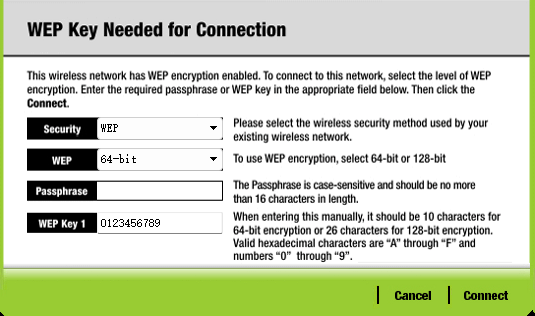 WEP Key Needed for Connection
This wireless network has WEP encryption enabled. To connect to this network, select the level of WEP
encryption. Enter the required passphrase or WEP key in the appropriate field below. Then click the
Connect.
Security WEP Please select the wireless security method used by your
existing wireless network.
WEP 64-bit To use WEP encryption, select 64-bit or 128-bit
Passphrase The Passphrase is case-sensitive and should be no more
than 16 characters in length.
WEP Key 1 0123456789 When entering this manually, it should be 10 characters for
64-bit encryption or 26 characters for 128-bit encryption.
Valid hexadecimal characters are “A” through “F” and
numbers “0” through “9”.
Cancel Connect